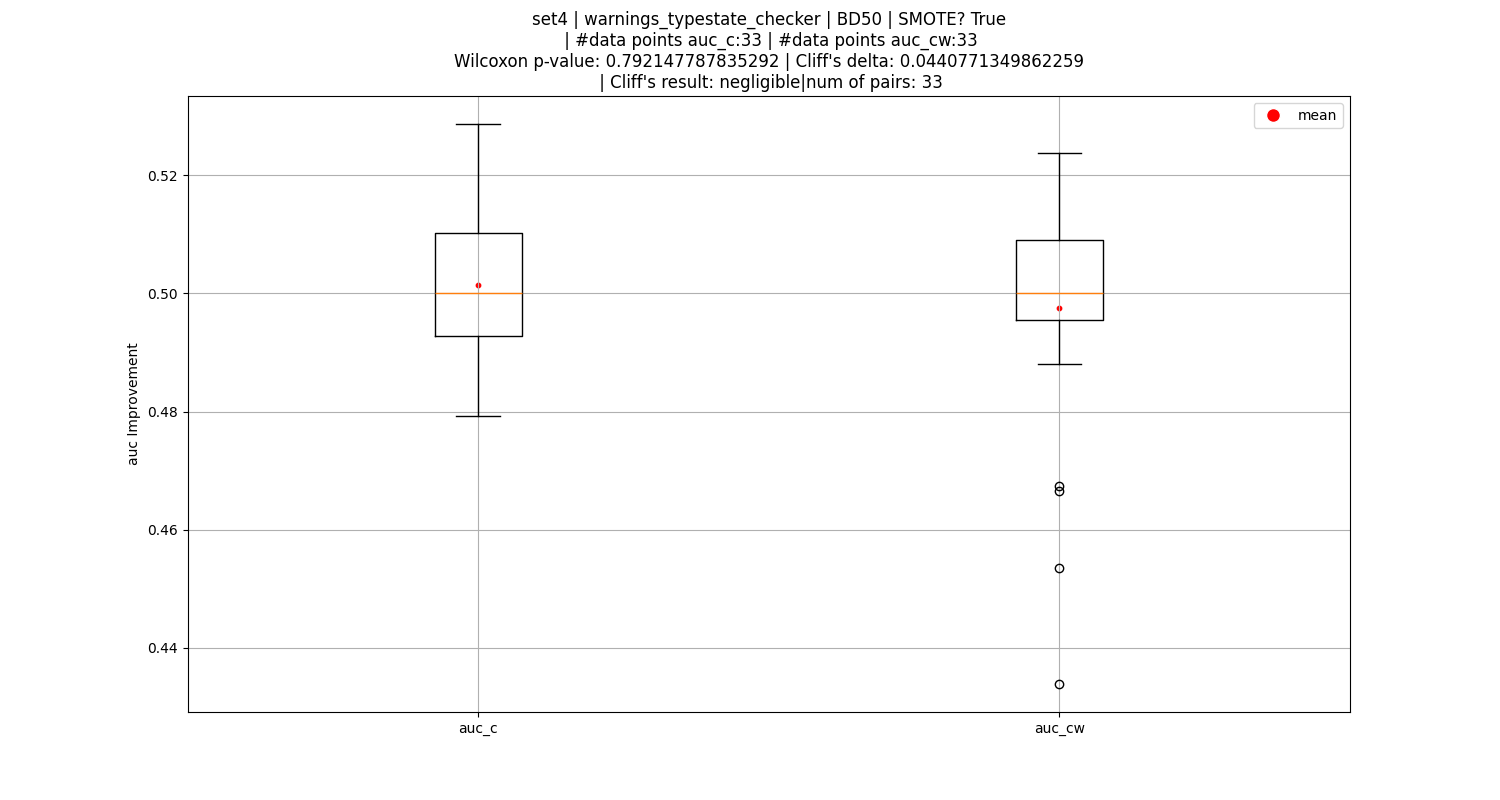 set4 | warnings_typestate_checker | BD50 | SMOTE? True
| #data points auc_c:33 | #data points auc_cw:33
Wilcoxon p-value: 0.792147787835292 | Cliff's delta: 0.0440771349862259
| Cliff's result: negligible|num of pairs: 33
mean
0.52
0.50
0.48
0.46
0.44
auc Improvement
auc_c
auc_cw